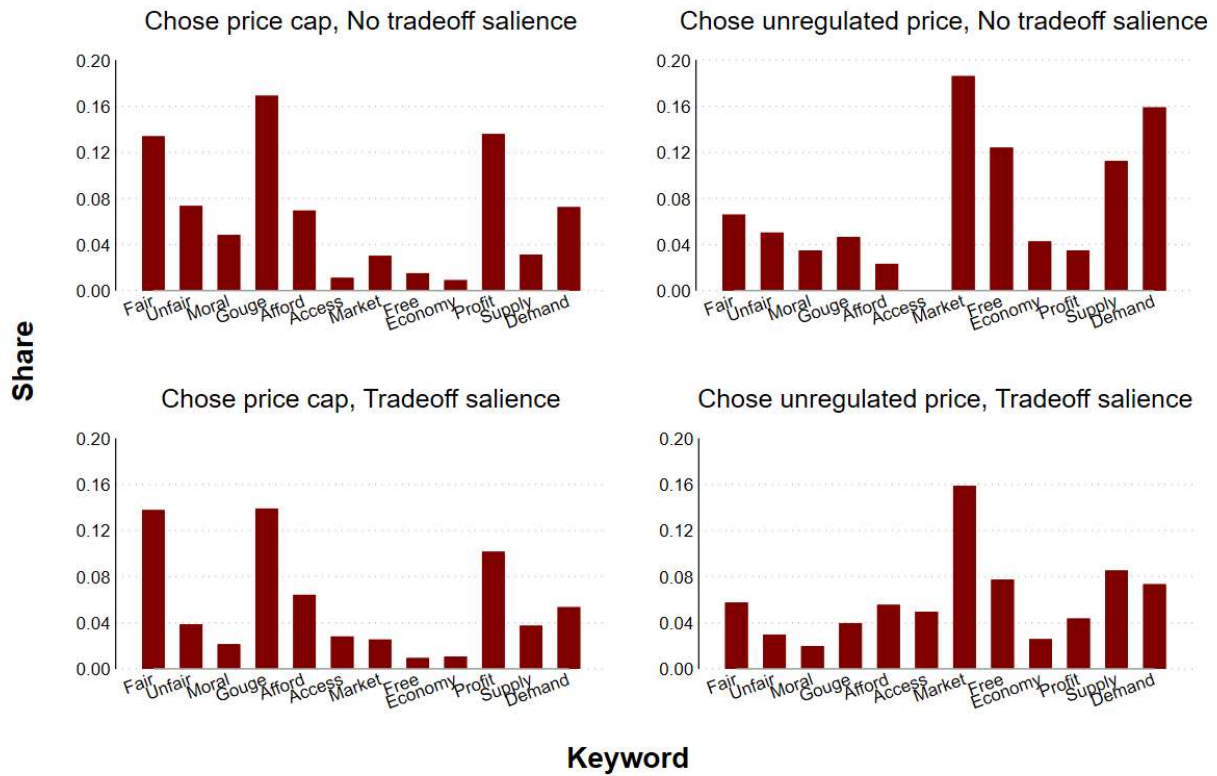 Chose price cap, No tradeoff salience
0.20
0.16
0.12
0.08
0.04
0.00
Fair Unfair Moral Gouge Afford Access Market Free Economy Profit Supply Demand
Chose unregulated price, No tradeoff salience
0.20
0.16
0.12
0.08
0.04
0.00
Fair Unfair Moral Gouge Afford Access Market Free Economy Profit Supply Demand
Share
Chose price cap, Tradeoff salience
0.20
0.16
0.12
0.08
0.04
0.00
Fair Unfair Moral Gouge Afford Access Market Free Economy Profit Supply Demand
Chose unregulated price, Tradeoff salience
0.20
0.16
0.12
0.08
0.04
0.00
Fair Unfair Moral Gouge Afford Access Market Free Economy Profit Supply Demand
Keyword